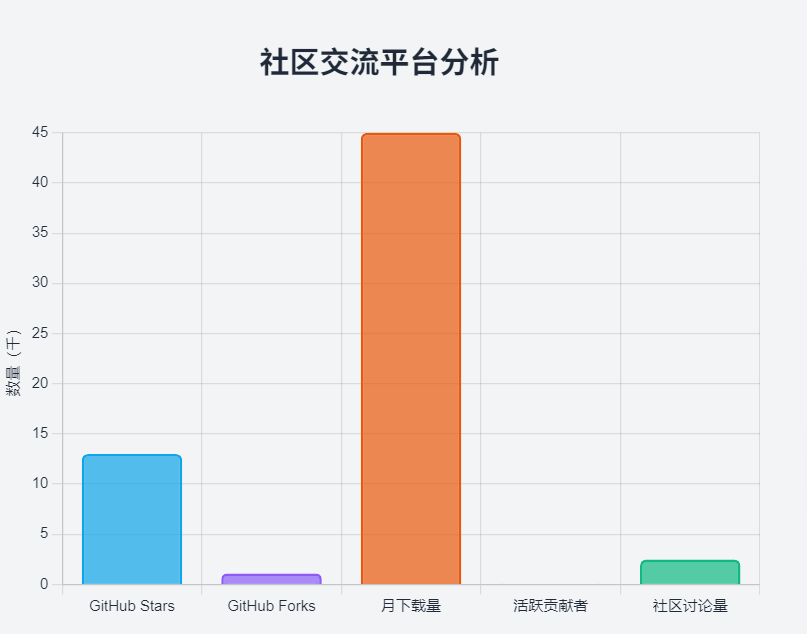 社区交流平台分析
数量（千）
45
40
35
30
25
20
15
10
5
0
GitHub Stars
GitHub Forks
月下载量
活跃贡献者
社区讨论量